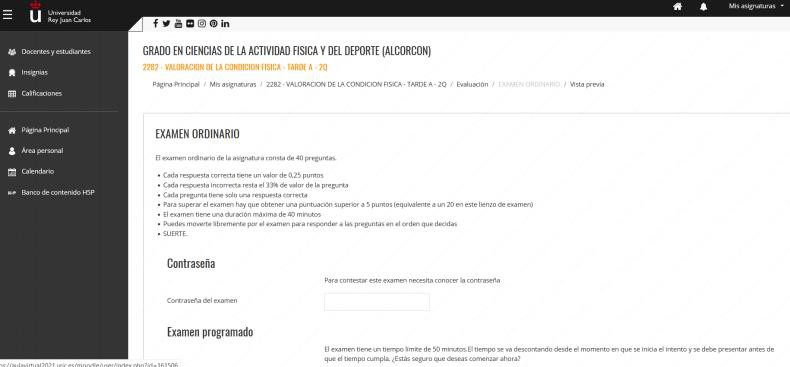 Universidad
Rey Juan Carlos
Mis asignaturas
Docentes y estudiantes
Insignias
Calificaciones
Página Principal
Área personal
Calendario
H-P Banco de contenido H5P
GRADO EN CIENCIAS DE LA ACTIVIDAD FISICA Y DEL DEPORTE (ALCORCON)
2282 - VALORACION DE LA CONDICION FISICA - TARDE A - 2Q
Página Principal / Mis asignaturas / 2282 - VALORACION DE LA CONDICION FISICA - TARDE A - 2Q / Evaluación / EXAMEN ORDINARIO / Vista previa
EXAMEN ORDINARIO
El examen ordinario de la asignatura consta de 40 preguntas.
• Cada respuesta correcta tiene un valor de 0,25 puntos
• Cada respuesta incorrecta resta el 33% de valor de la pregunta
• Cada pregunta tiene solo una respuesta correcta
• Para superar el examen hay que obtener una puntuación superior a 5 puntos (equivalente a un 20 en este lienzo de examen)
• El examen tiene una duración máxima de 40 minutos
• Puedes moverte libremente por el examen para responder a las preguntas en el orden que decidas
• SUERTE.
Contraseña
Para contestar este examen necesita conocer la contraseña
Contraseña del examen
Examen programado
El examen tiene un tiempo límite de 50 minutos.El tiempo se va descontando desde el momento en que se inicia el intento y se debe presentar antes de
que el tiempo cumpla. ¿Estás seguro que deseas comenzar ahora?